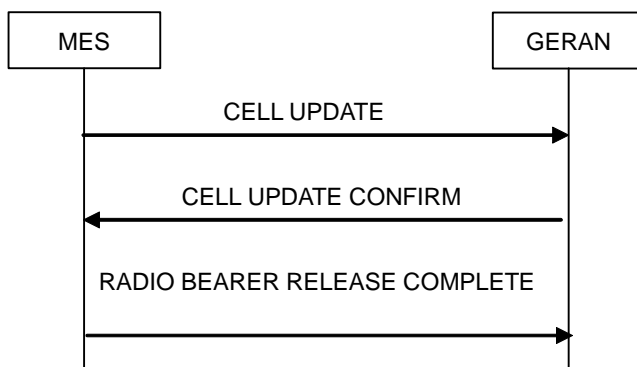 MES
GERAN
CELL UPDATE
CELL UPDATE CONFIRM
RADIO BEARER RELEASE COMPLETE